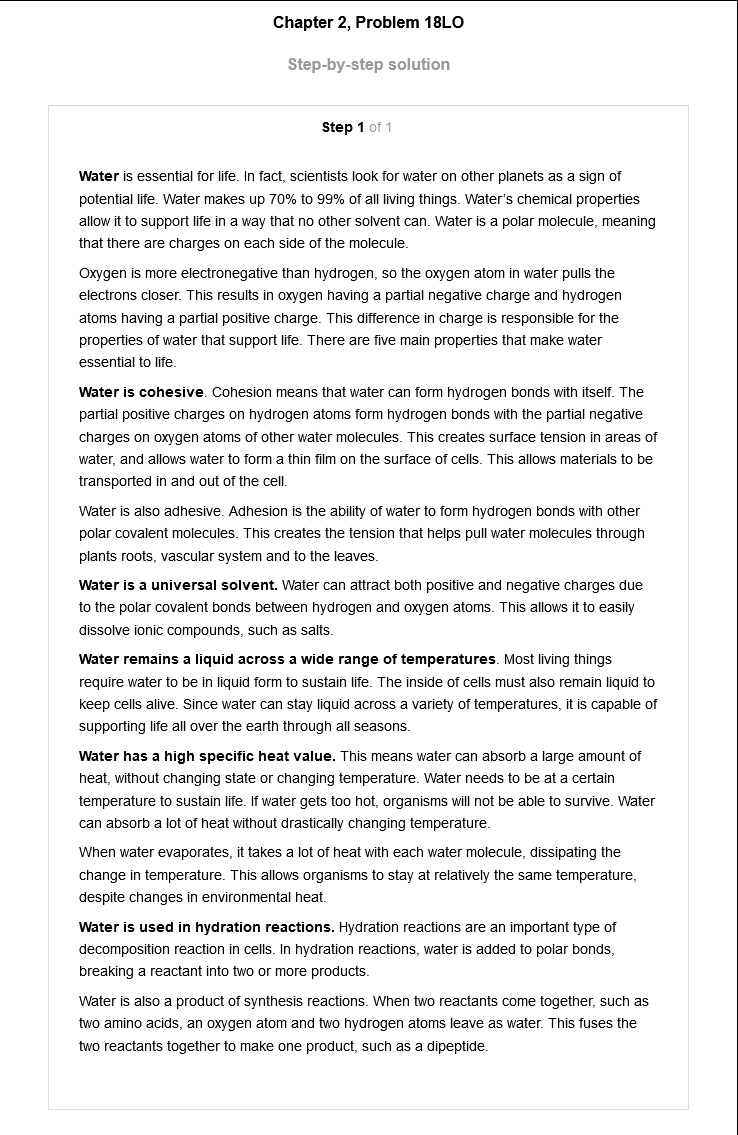 Chapter 2, Problem 18LO
Step-by-step solution
Step 1 of 1
Water is essential for life. In fact, scientists look for water on other planets as a sign of
potential life. Water makes up 70% to 99% of all living things. Water’s chemical properties
allow it to support life in a way that no other solvent can. Water is a polar molecule, meaning
that there are charges on each side of the molecule.
Oxygen is more electronegative than hydrogen, so the oxygen atom in water pulls the
electrons closer. This results in oxygen having a partial negative charge and hydrogen
atoms having a partial positive charge. This difference in charge is responsible for the
properties of water that support life. There are five main properties that make water
essential to life.
Water is cohesive. Cohesion means that water can form hydrogen bonds with itself. The
partial positive charges on hydrogen atoms form hydrogen bonds with the partial negative
charges on oxygen atoms of other water molecules. This creates surface tension in areas of
water, and allows water to form a thin film on the surface of cells. This allows materials to be
transported in and out of the cell.
Water is also adhesive. Adhesion is the ability of water to form hydrogen bonds with other
polar covalent molecules. This creates the tension that helps pull water molecules through
plants roots, vascular system and to the leaves.
Water is a universal solvent. Water can attract both positive and negative charges due
to the polar covalent bonds between hydrogen and oxygen atoms. This allows it to easily
dissolve ionic compounds, such as salts.
Water remains a liquid across a wide range of temperatures. Most living things
require water to be in liquid form to sustain life. The inside of cells must also remain liquid to
keep cells alive. Since water can stay liquid across a variety of temperatures, it is capable of
supporting life all over the earth through all seasons.
Water has a high specific heat value. This means water can absorb a large amount of
heat, without changing state or changing temperature. Water needs to be at a certain
temperature to sustain life. If water gets too hot, organisms will not be able to survive. Water
can absorb a lot of heat without drastically changing temperature.
When water evaporates, it takes a lot of heat with each water molecule, dissipating the
change in temperature. This allows organisms to stay at relatively the same temperature,
despite changes in environmental heat.
Water is used in hydration reactions. Hydration reactions are an important type of
decomposition reaction in cells. In hydration reactions, water is added to polar bonds,
breaking a reactant into two or more products.
Water is also a product of synthesis reactions. When two reactants come together, such as
two amino acids, an oxygen atom and two hydrogen atoms leave as water. This fuses the
two reactants together to make one product, such as a dipeptide.